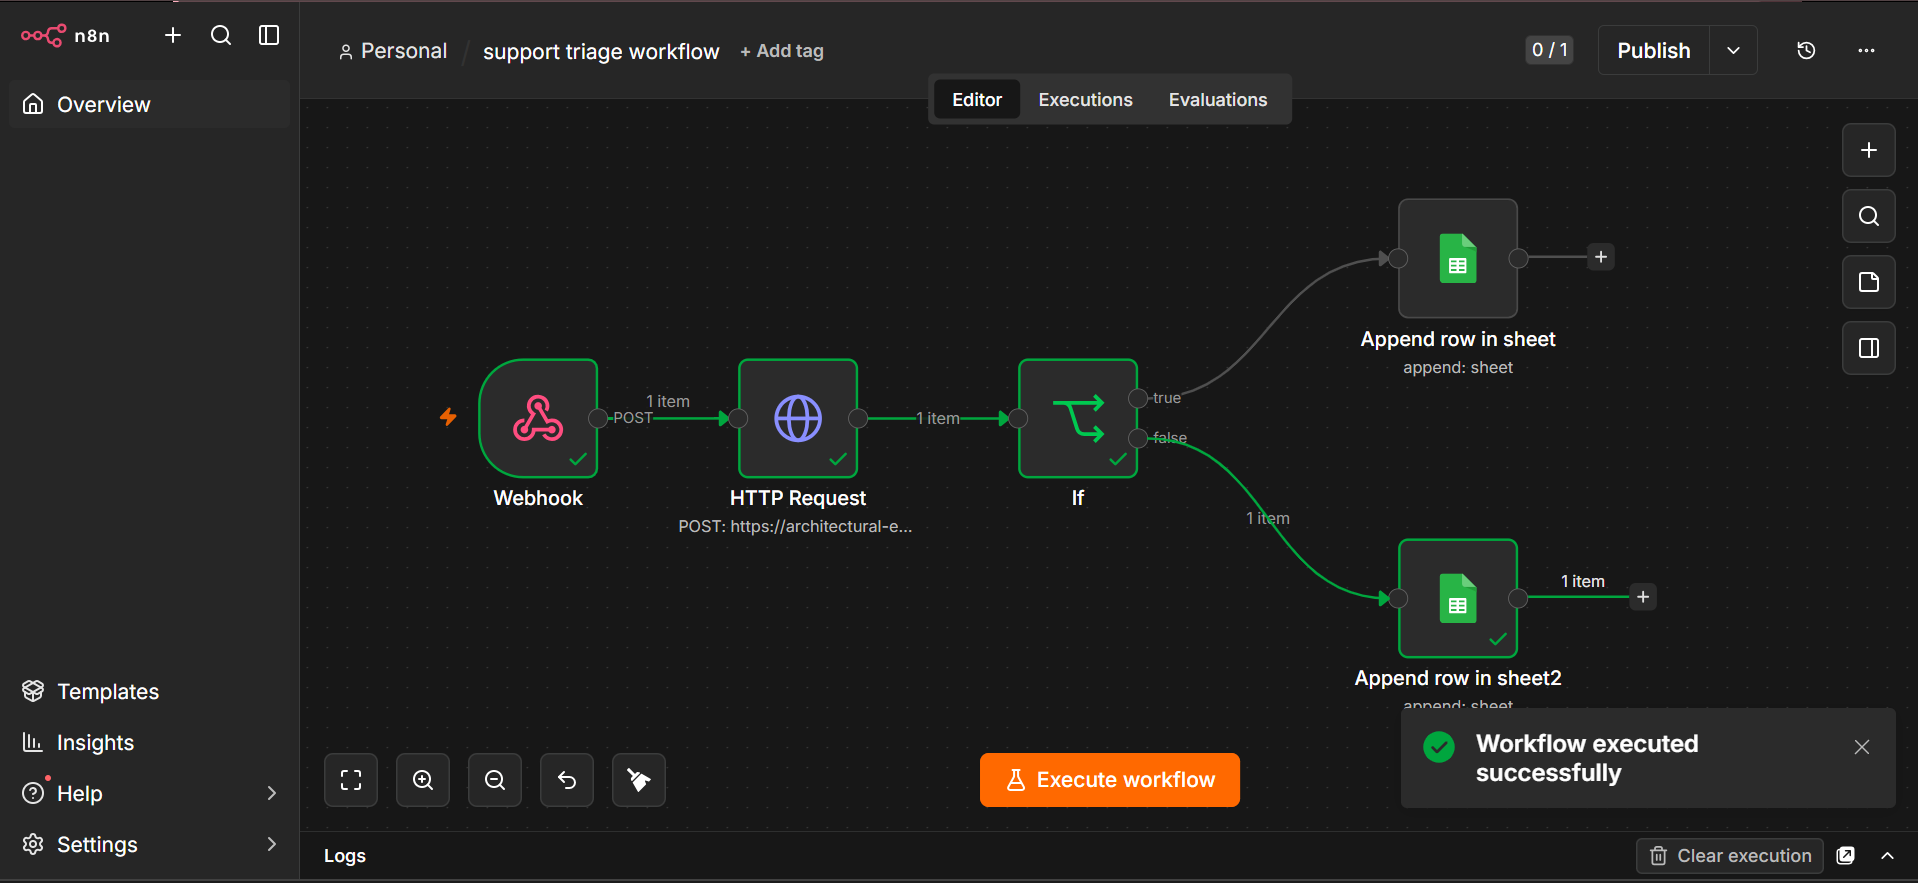 n8n
Overview
Personal / support triage workflow + Add tag
0 / 1
Publish
Editor Executions Evaluations
Append row in sheet
append: sheet
1 item
POST
1 item
true
false
Webhook
HTTP Request
POST: https://architectural-e...
If
1 item
1 item
Append row in sheet2
append: sheet
Workflow executed
successfully
Templates
Insights
Help
Settings
Execute workflow
Logs
Clear execution